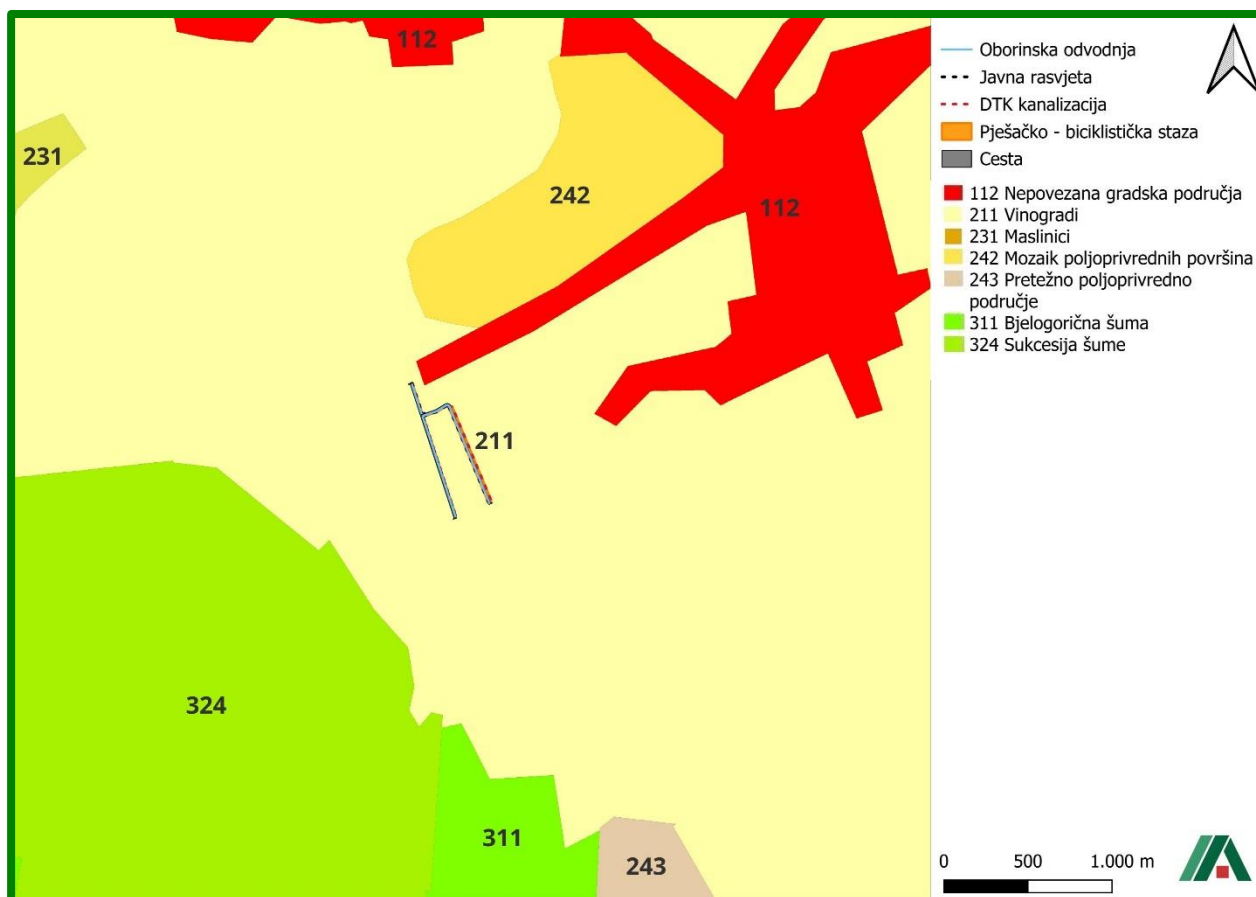 112
231
242
112
211
324
311
243
Oborinska odvodnja
Javna rasvjeta
DTK kanalizacija
Pješačko - biciklistička staza
Cesta
112 Nepovezana gradska područja
211 Vinogradi
231 Maslinici
242 Mozaik poljoprivrednih površina
243 Pretežno poljoprivredno
područje
311 Bjelogorična šuma
324 Sukcesija šume
0 500 1.000 m